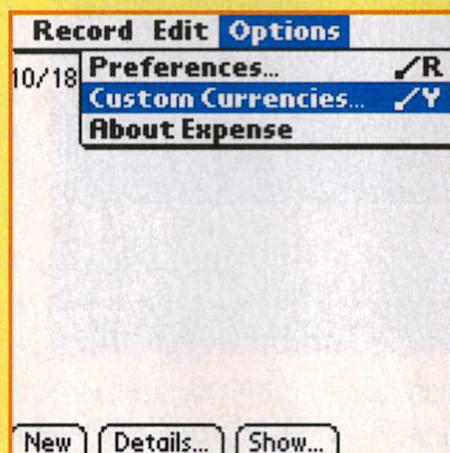 Record Edit Options
10/18 Preferences... ⁄R
Custom Currencies... ⁄Y
About Expense
New Details... Show...